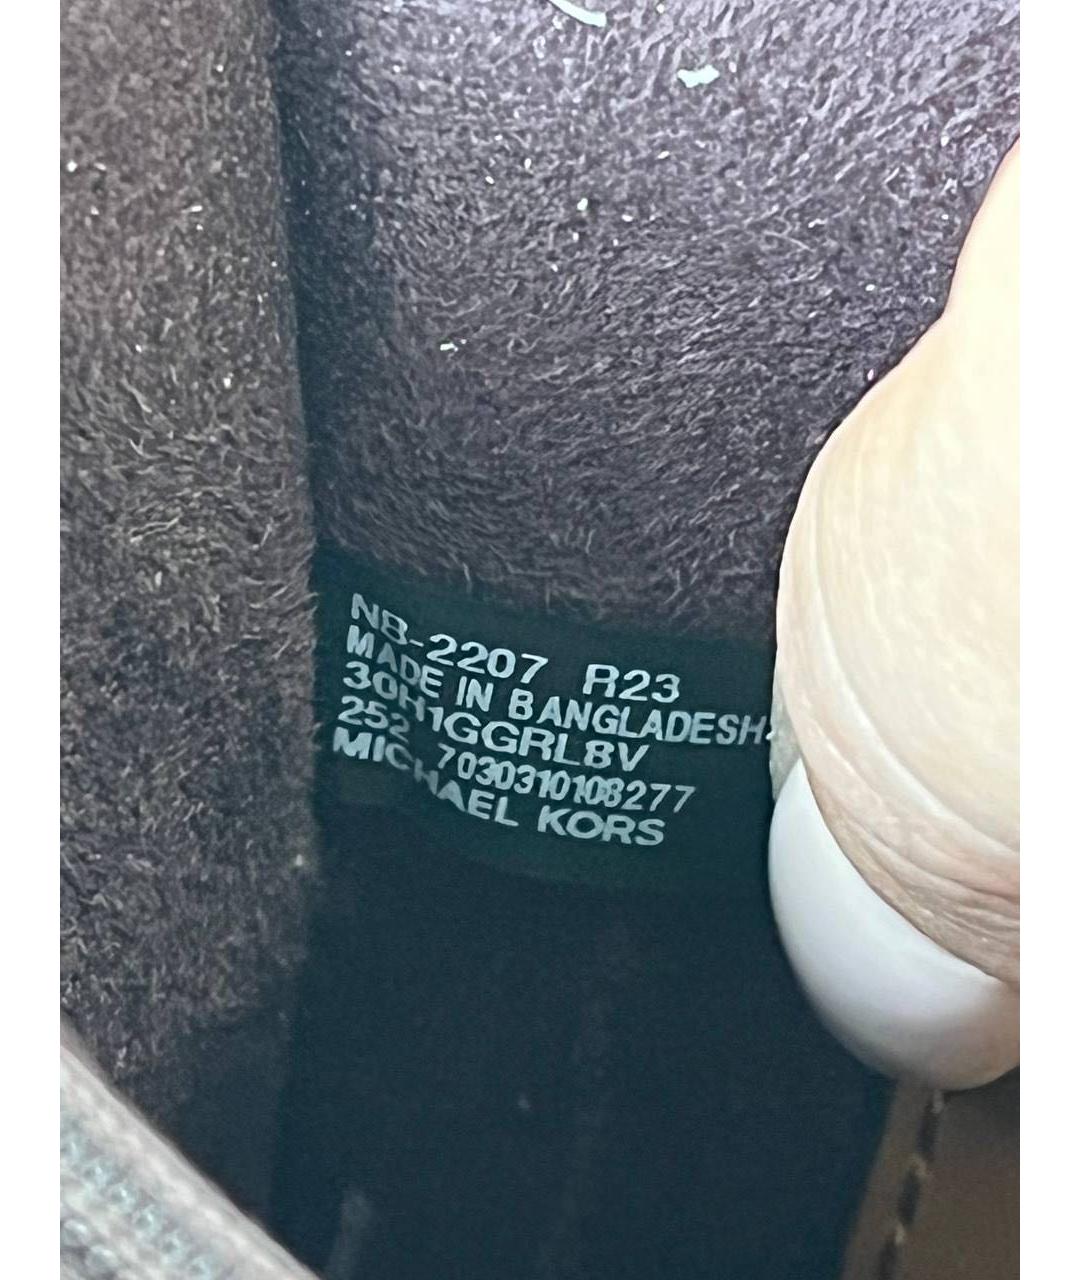 NB-2207 R23
MADE IN BANGLADESH
30H1GGRL8V
252 7030310108277
MICHAEL KORS